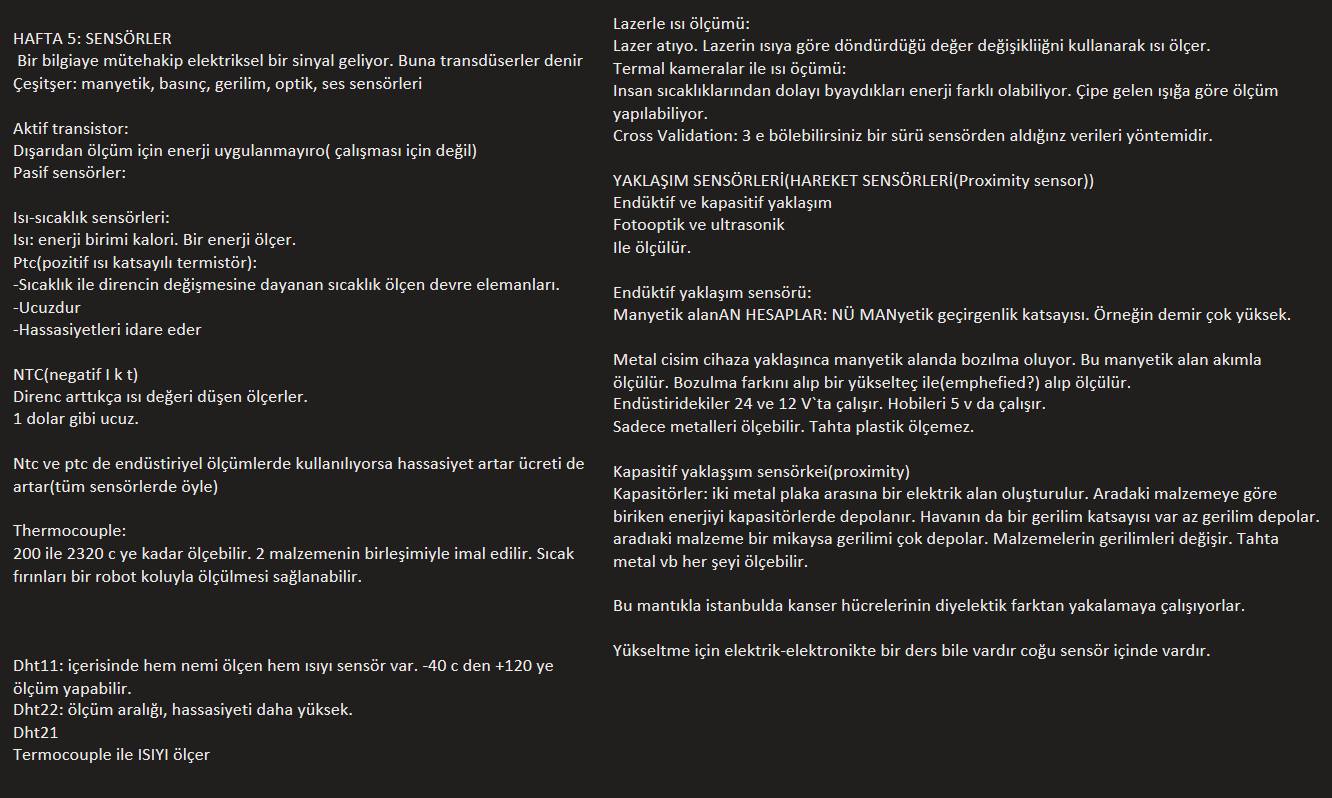 HAFTA 5: SENSÖRLER
Bir bilgiaye mütehakip elektriksel bir sinyal geliyor. Buna transdüserler denir
Çeşitşer: manyetik, basınç, gerilim, optik, ses sensörleri
Aktif transistor:
Dışarıdan ölçüm için enerji uygulanmayıro( çalışması için değil)
Pasif sensörler:
Isı-sıcaklık sensörleri:
Isı: enerji birimi kalori. Bir enerji ölçer.
Ptc(pozitif ısı katsayılı termistör):
-Sıcaklık ile direncin değişmesine dayanan sıcaklık ölçen devre elemanları.
-Ucuzdur
-Hassasiyetleri idare eder
NTC(negatif I k t)
Direnc arttıkça ısı değeri düşen ölçerler.
1 dolar gibi ucuz.
Ntc ve ptc de endüstiriyel ölçümlerde kullanılıyorsa hassasiyet artar ücreti de
artar(tüm sensörlerde öyle)
Thermocouple:
200 ile 2320 c ye kadar ölçebilir. 2 malzemenin birleşimiyle imal edilir. Sıcak
fırınları bir robot koluyla ölçülmesi sağlanabilir.
Dht11: içerisinde hem nemi ölçen hem ısıyı sensör var. -40 c den +120 ye
ölçüm yapabilir.
Dht22: ölçüm aralığı, hassasiyeti daha yüksek.
Dht21
Termocouple ile ISIYI ölçer
Lazerle ısı ölçümü:
Lazer atıyo. Lazerin ısıya göre döndürdüğü değer değişikliiğni kullanarak ısı ölçer.
Termal kameralar ile ısı öçümü:
Insan sıcaklıklarından dolayı byaydıkları enerji farklı olabiliyor. Çipe gelen ışığa göre ölçüm
yapılabiliyor.
Cross Validation: 3 e bölebilirsiniz bir sürü sensörden aldığınz verileri yöntemidir.
YAKLAŞIM SENSÖRLERİ(HAREKET SENSÖRLERİ(Proximity sensor))
Endüktif ve kapasitif yaklaşım
Fotooptik ve ultrasonik
Ile ölçülür.
Endüktif yaklaşım sensörü:
Manyetik alanAN HESAPLAR: NÜ MANyetik geçirgenlik katsayısı. Örneğin demir çok yüksek.
Metal cisim cihaza yaklaşınca manyetik alanda bozılma oluyor. Bu manyetik alan akımla
ölçülür. Bozulma farkını alıp bir yükselteç ile(emphefied?) alıp ölçülür.
Endüstiridekiler 24 ve 12 V`ta çalışır. Hobileri 5 v da çalışır.
Sadece metalleri ölçebilir. Tahta plastik ölçemez.
Kapasitif yaklaşşım sensörkei(proximity)
Kapasitörler: iki metal plaka arasına bir elektrik alan oluşturulur. Aradaki malzemeye göre
biriken enerjiyi kapasitörlerde depolanır. Havanın da bir gerilim katsayısı var az gerilim depolar.
aradıaki malzeme bir mikaysa gerilimi çok depolar. Malzemelerin gerilimleri değişir. Tahta
metal vb her şeyi ölçebilir.
Bu mantıkla istanbulda kanser hücrelerinin diyelektik farktan yakalamaya çalışıyorlar.
Yükseltme için elektrik-elektronikte bir ders bile vardır coğu sensör içinde vardır.